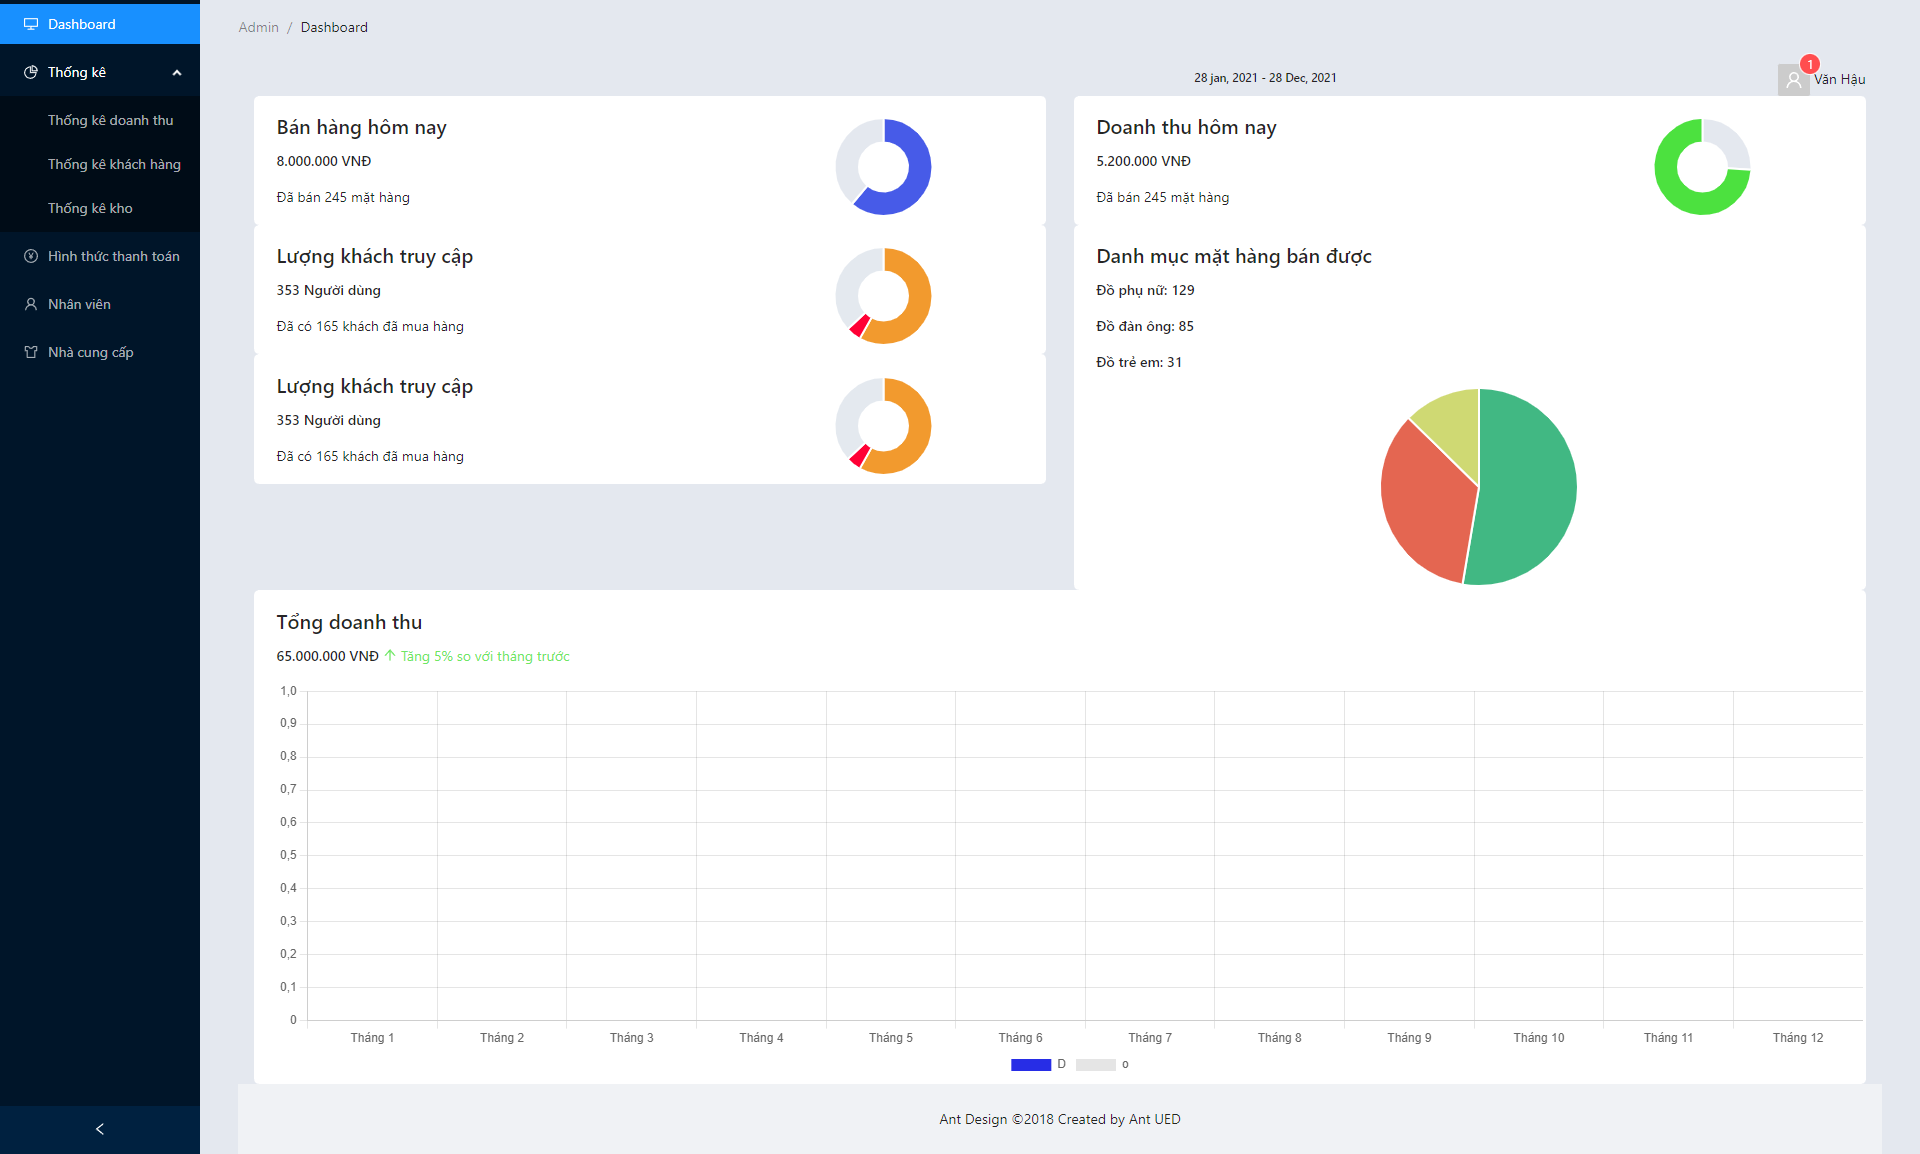 Dashboard
Thống kê
Thống kê doanh thu
Thống kê khách hàng
Thống kê kho
Hình thức thanh toán
Nhân viên
Nhà cung cấp
Admin / Dashboard
28 jan, 2021 - 28 Dec, 2021
1
Văn Hậu
Bán hàng hôm nay
8.000.000 VNĐ
Đã bán 245 mặt hàng
Doanh thu hôm nay
5.200.000 VNĐ
Đã bán 245 mặt hàng
Lượng khách truy cập
353 Người dùng
Đã có 165 khách đã mua hàng
Lượng khách truy cập
353 Người dùng
Đã có 165 khách đã mua hàng
Danh mục mặt hàng bán được
Đồ phụ nữ: 129
Đồ đàn ông: 85
Đồ trẻ em: 31
Tổng doanh thu
65.000.000 VNĐ Tăng 5% so với tháng trước
1,0
0,9
0,8
0,7
0,6
0,5
0,4
0,3
0,2
0,1
0
Tháng 1 Tháng 2 Tháng 3 Tháng 4 Tháng 5 Tháng 6 Tháng 7 Tháng 8 Tháng 9 Tháng 10 Tháng 11 Tháng 12
D o
Ant Design ©2018 Created by Ant UED